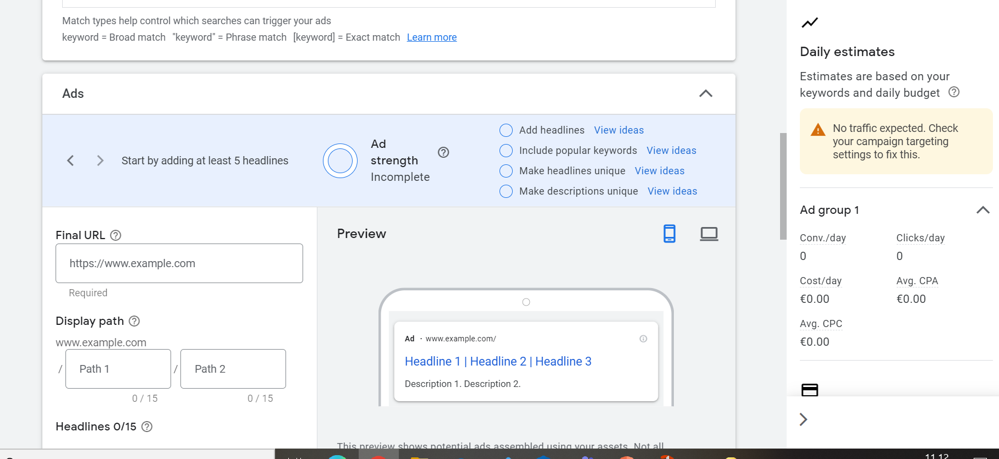 Match types help control which searches can trigger your ads
keyword = Broad match "keyword" = Phrase match [keyword] = Exact match Learn more
Ads
Start by adding at least 5 headlines
Ad
strength
Incomplete
Add headlines View ideas
Include popular keywords View ideas
Make headlines unique View ideas
Make descriptions unique View ideas
Final URL
https://www.example.com
Required
Display path
www.example.com
/ Path 1 / Path 2
0 / 15 0 / 15
Headlines 0/15
Preview
Ad · www.example.com/
Headline 1 | Headline 2 | Headline 3
Description 1. Description 2.
This preview shows potential ads assembled using your assets. Not all
Daily estimates
Estimates are based on your
keywords and daily budget
No traffic expected. Check
your campaign targeting
settings to fix this.
Ad group 1
Conv./day Clicks/day
0 0
Cost/day Avg. CPA
€0.00 €0.00
Avg. CPC
€0.00